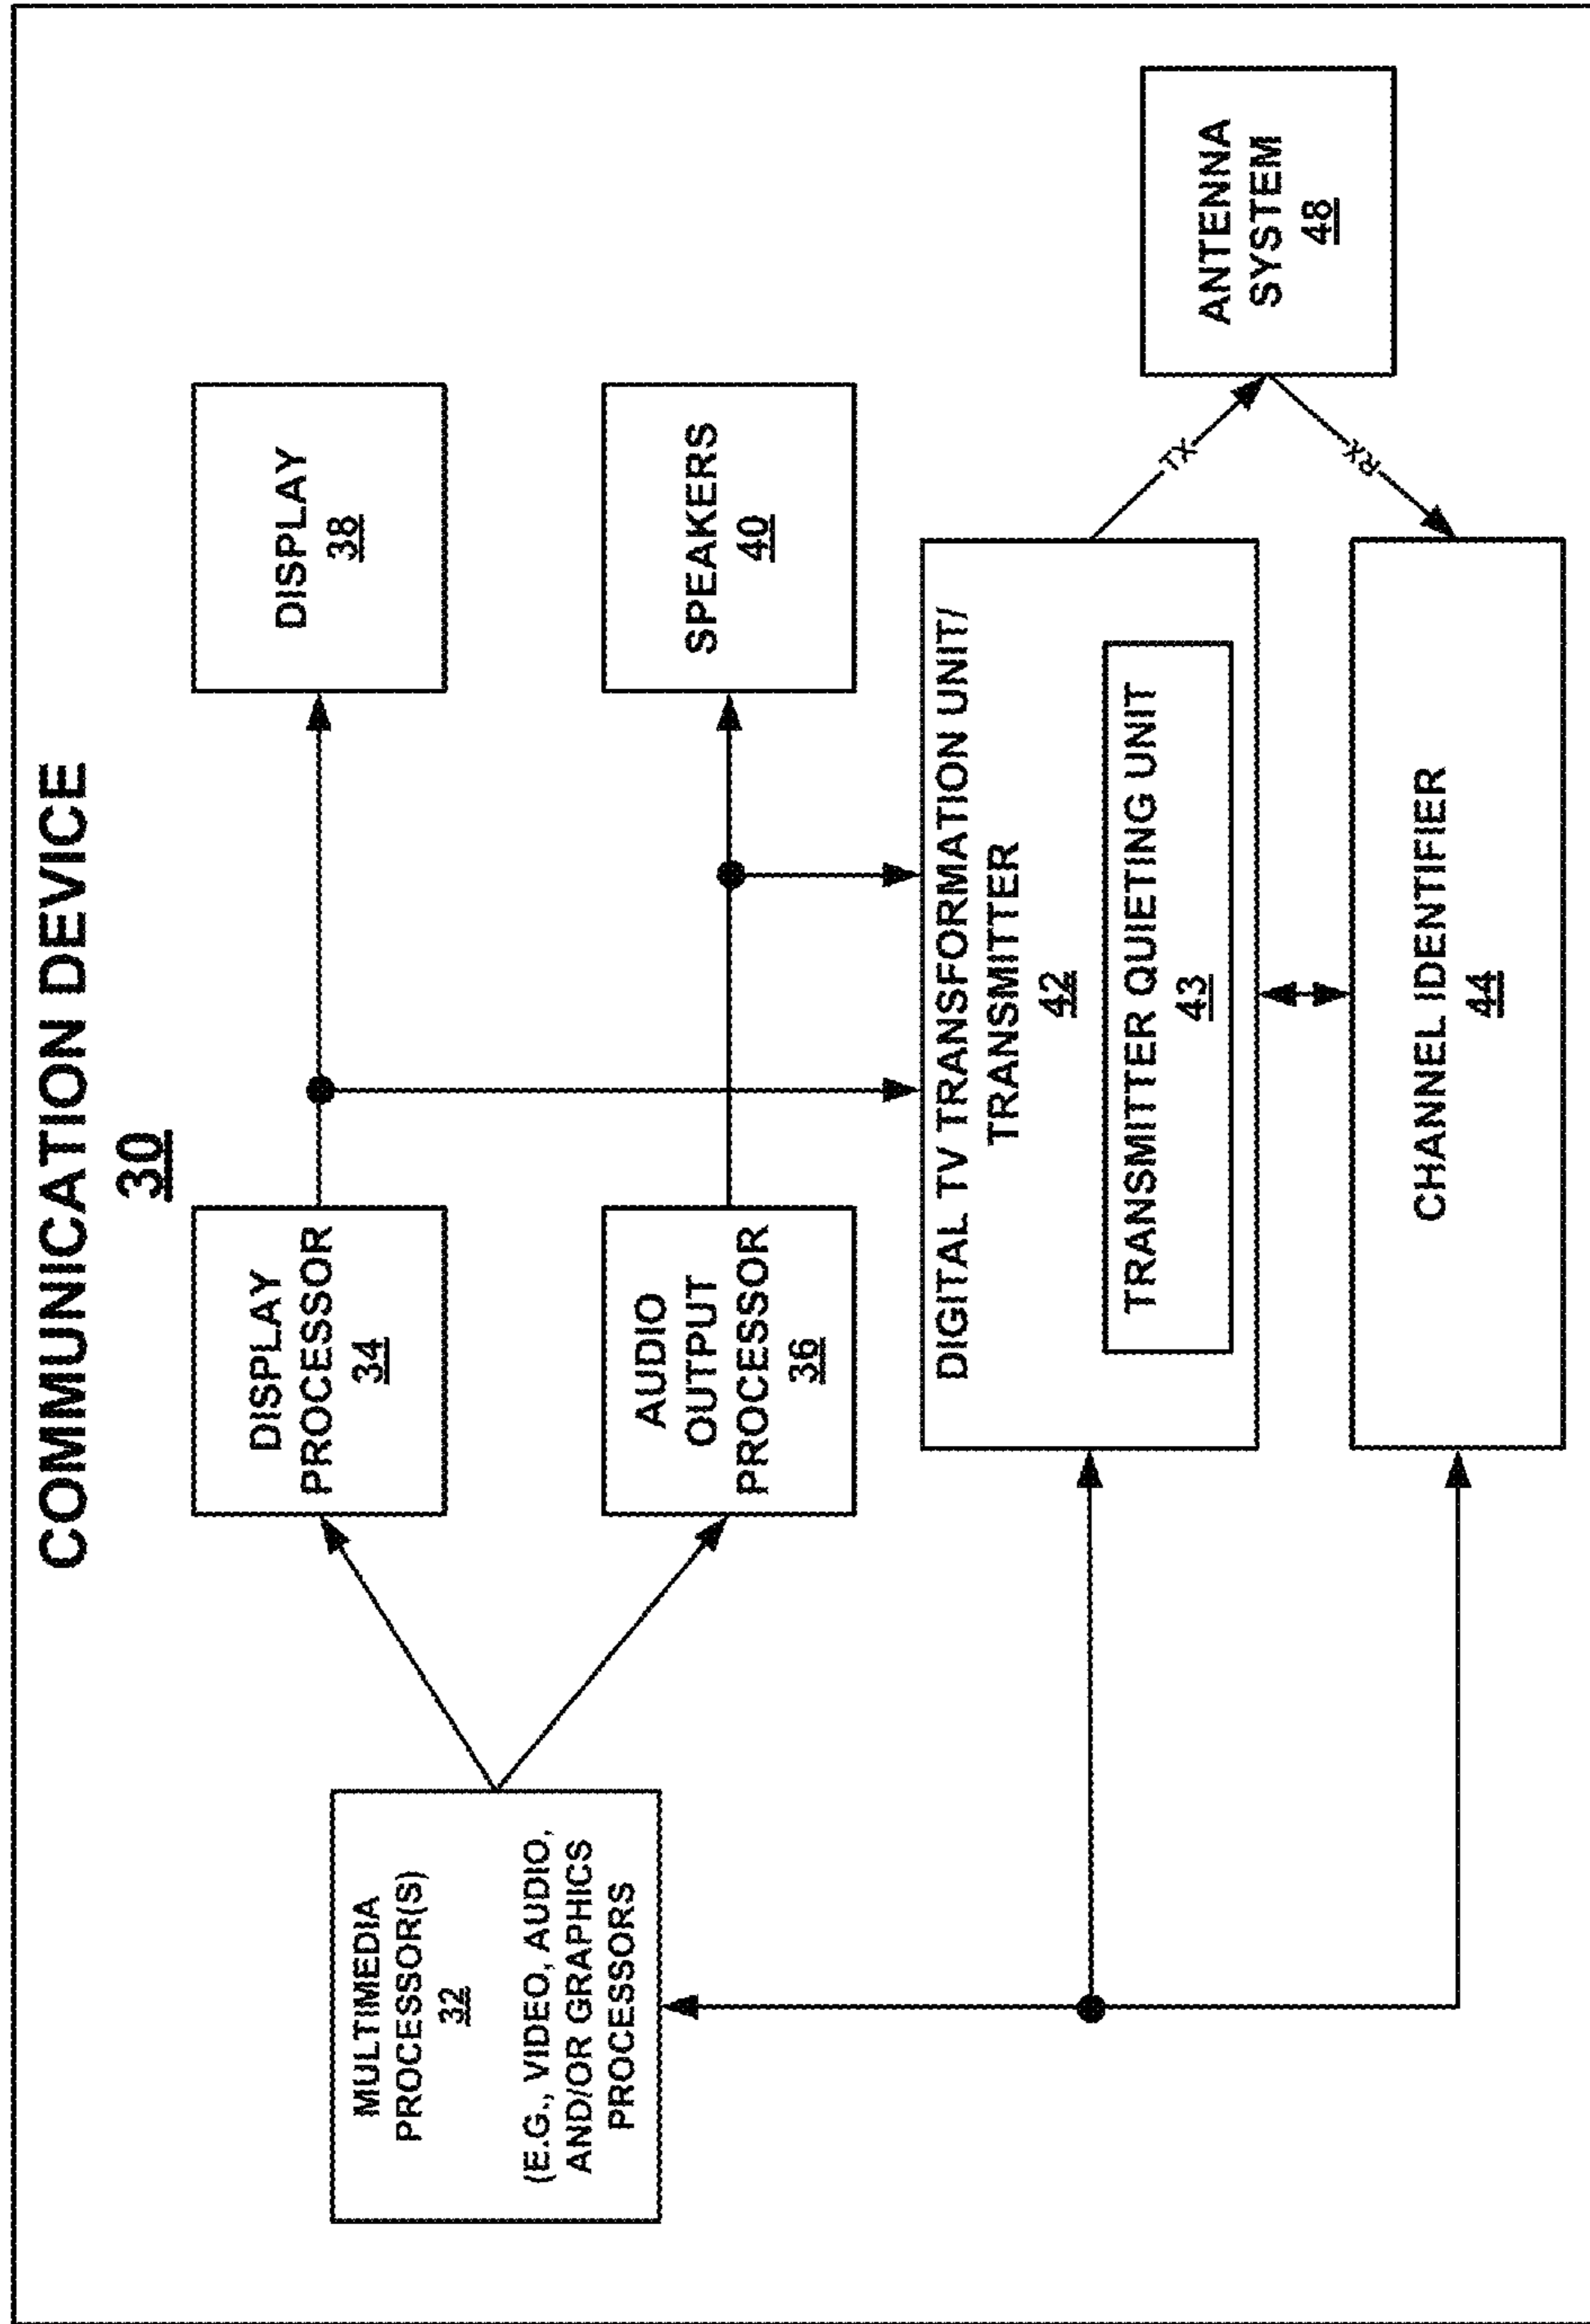 COMMUNICATION DEVICE
30
MULTIMEDIA
PROCESSOR(S)
32
(E.G., VIDEO, AUDIO,
AND/OR GRAPHICS
PROCESSORS
DISPLAY
PROCESSOR
34
DISPLAY
38
AUDIO
OUTPUT
PROCESSOR
36
SPEAKERS
40
DIGITAL TV TRANSFORMATION UNIT/
TRANSMITTER
42
TRANSMITTER QUIETING UNIT
43
TX
RX
ANTENNA
SYSTEM
48
CHANNEL IDENTIFIER
44